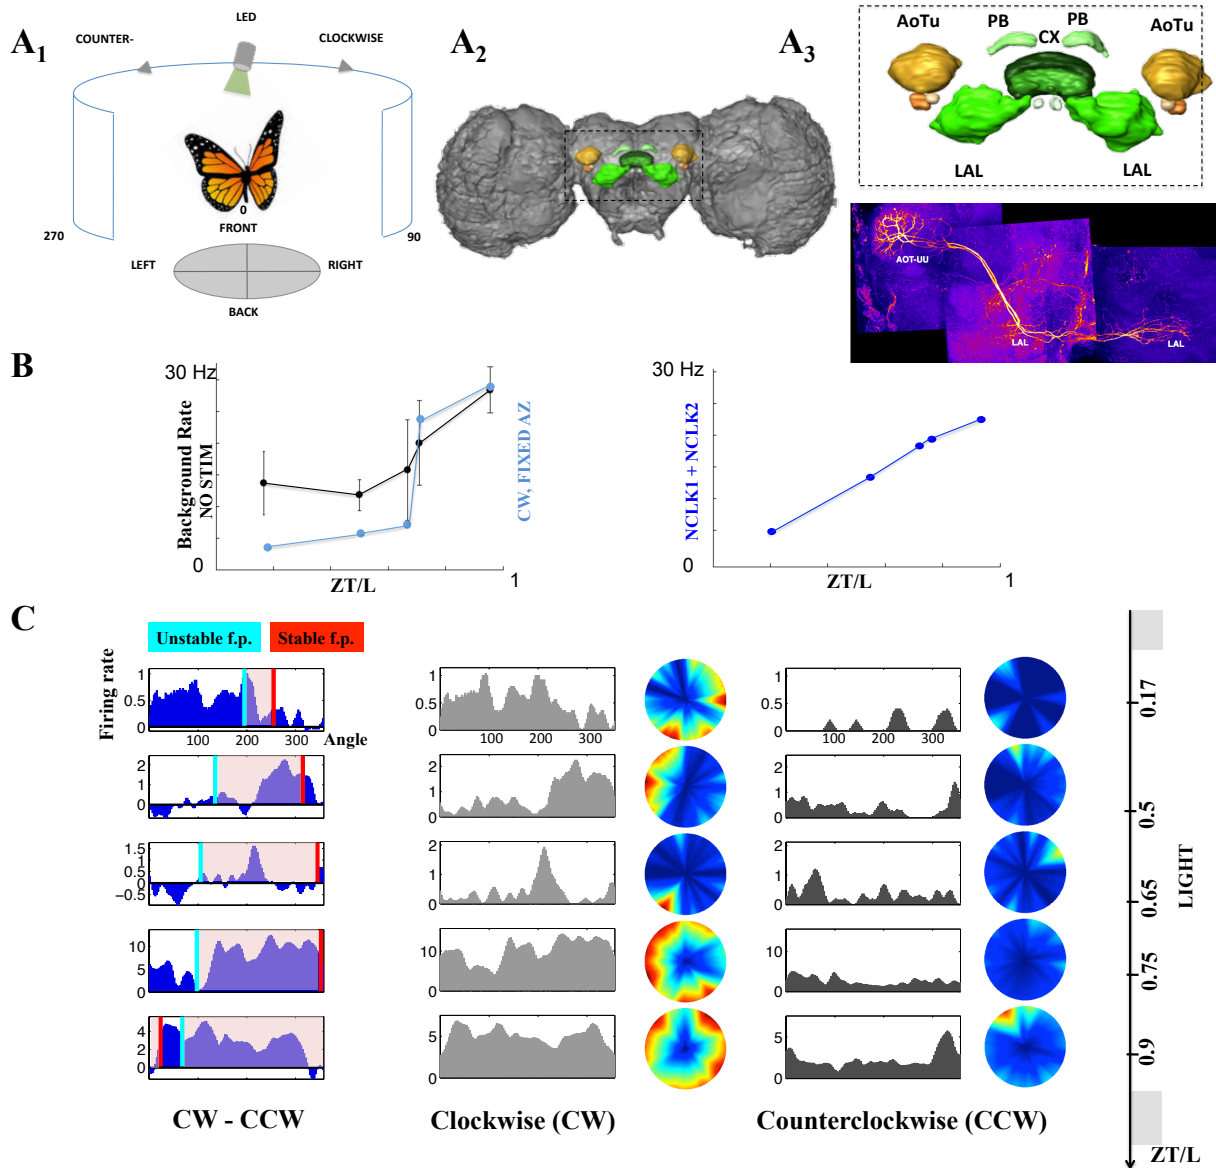 A1
LED
COUNTER-
CLOCKWISE
0
FRONT
270
90
LEFT
RIGHT
BACK
A2
A3
AoTu
PB
PB
AoTu
CX
LAL
LAL
AOT-UU
LAL
LAL
B
30 Hz
Background Rate
NO STIM
CW, FIXED AZ
0
ZT/L
1
30 Hz
NCLK1 + NCLK2
0
ZT/L
1
C
Unstable f.p.
Stable f.p.
Firing rate
1
0.5
0
100
200
300
Angle
1
0.5
0
100 200 300
1
0.5
0
100 200 300
0.17
2
1
0
2
1
0
2
1
0
0.5
1.5
1
0.5
0
−0.5
2
1
0
2
1
0
0.65
LIGHT
10
5
0
10
5
0
10
5
0
0.75
4
2
0
5
0
5
0
0.9
CW - CCW
Clockwise (CW)
Counterclockwise (CCW)
ZT/L